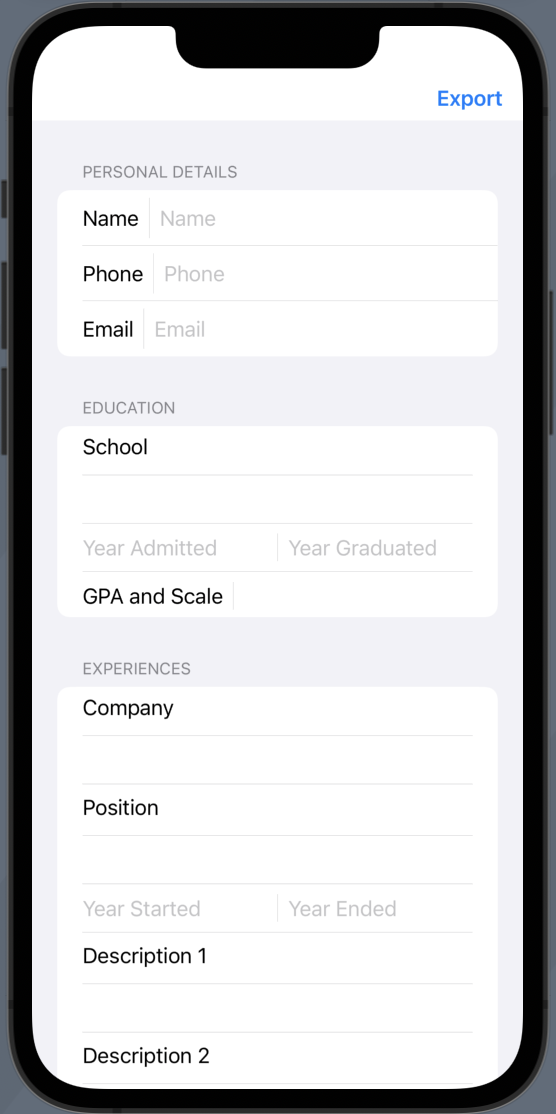 Export
PERSONAL DETAILS
Name Name
Phone Phone
Email Email
EDUCATION
School
Year Admitted Year Graduated
GPA and Scale
EXPERIENCES
Company
Position
Year Started Year Ended
Description 1
Description 2